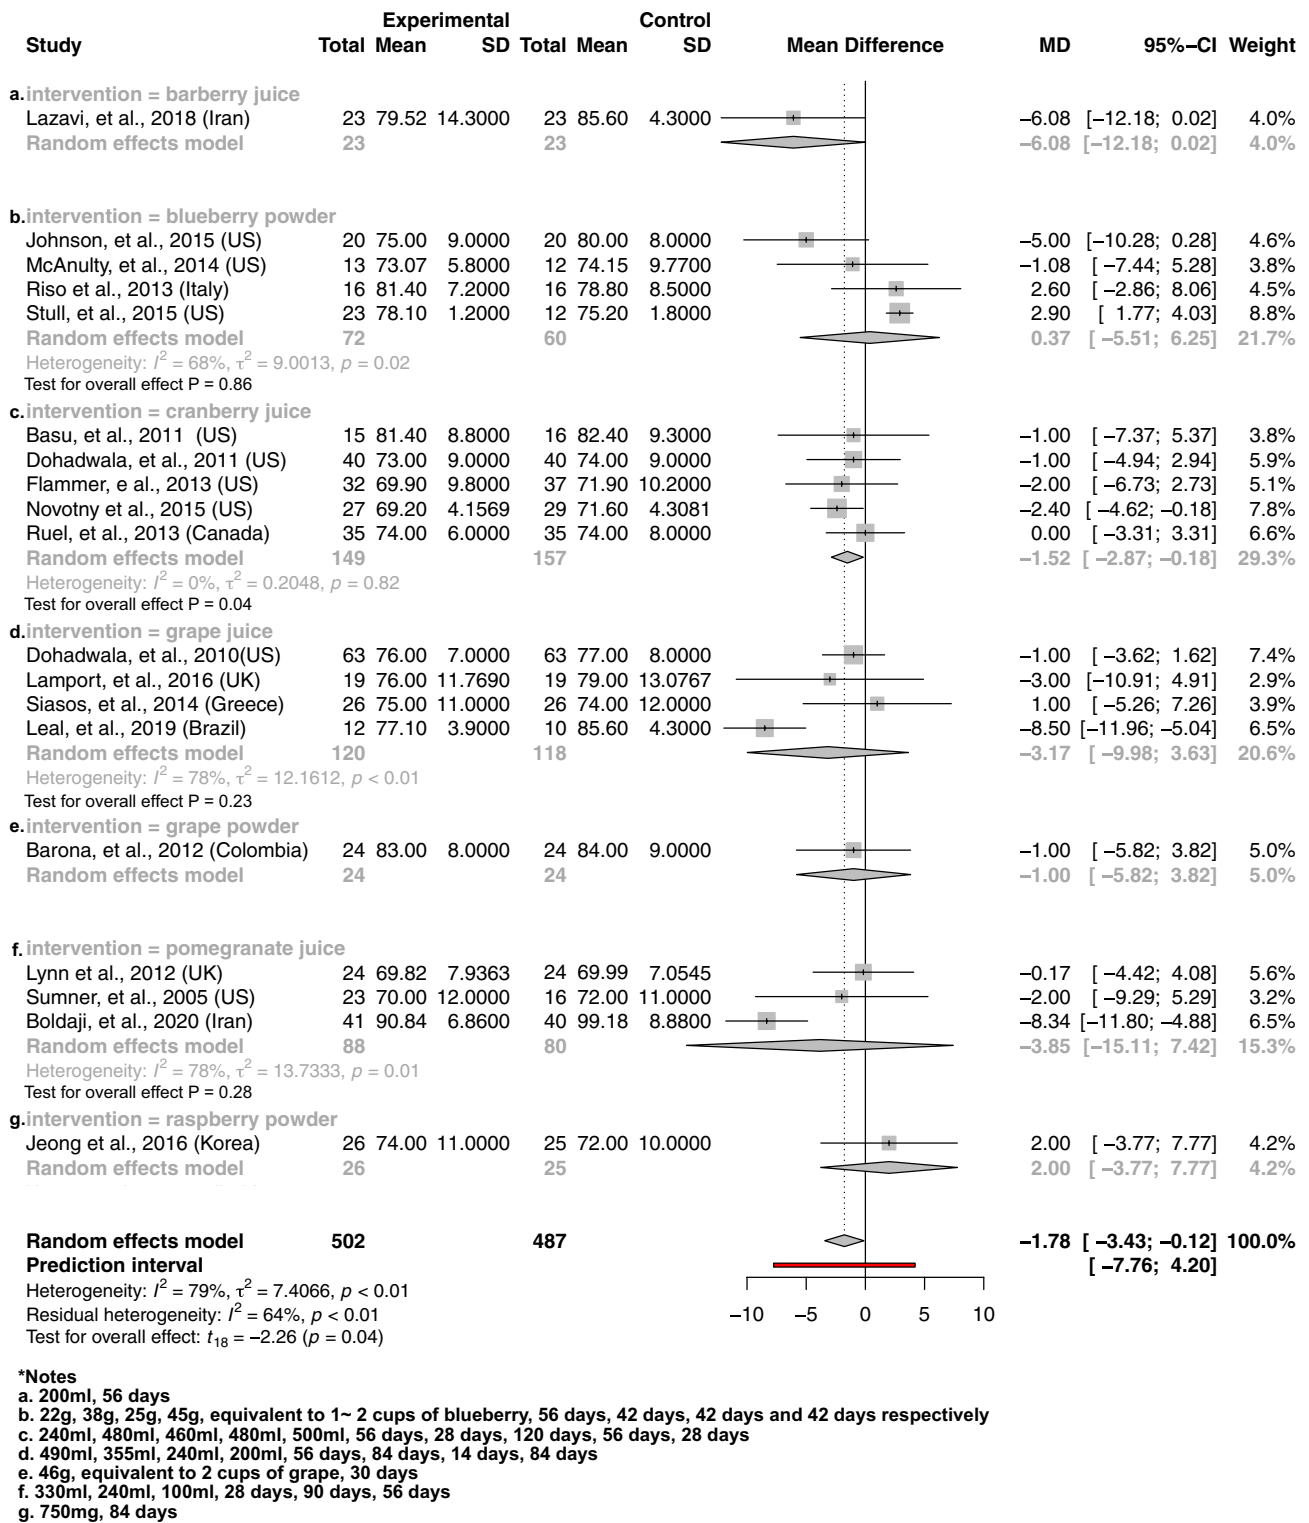 Experimental Control
Study Total Mean SD Total Mean SD Mean Difference MD 95%−CI Weight
a. intervention = barberry juice
Lazavi, et al., 2018 (Iran) 23 79.52 14.3000 23 85.60 4.3000 −6.08 [−12.18; 0.02] 4.0%
Random effects model 23 23 −6.08 [−12.18; 0.02] 4.0%
b. intervention = blueberry powder
Johnson, et al., 2015 (US) 20 75.00 9.0000 20 80.00 8.0000 −5.00 [−10.28; 0.28] 4.6%
McAnulty, et al., 2014 (US) 13 73.07 5.8000 12 74.15 9.7700 −1.08 [ −7.44; 5.28] 3.8%
Riso et al., 2013 (Italy) 16 81.40 7.2000 16 78.80 8.5000 2.60 [ −2.86; 8.06] 4.5%
Stull, et al., 2015 (US) 23 78.10 1.2000 12 75.20 1.8000 2.90 [ 1.77; 4.03] 8.8%
Random effects model 72 60 0.37 [ −5.51; 6.25] 21.7%
Heterogeneity: I² = 68%, τ² = 9.0013, p = 0.02
Test for overall effect P = 0.86
c. intervention = cranberry juice
Basu, et al., 2011 (US) 15 81.40 8.8000 16 82.40 9.3000 −1.00 [ −7.37; 5.37] 3.8%
Dohadwala, et al., 2011 (US) 40 73.00 9.0000 40 74.00 9.0000 −1.00 [ −4.94; 2.94] 5.9%
Flammer, e al., 2013 (US) 32 69.90 9.8000 37 71.90 10.2000 −2.00 [ −6.73; 2.73] 5.1%
Novotny et al., 2015 (US) 27 69.20 4.1569 29 71.60 4.3081 −2.40 [ −4.62; −0.18] 7.8%
Ruel, et al., 2013 (Canada) 35 74.00 6.0000 35 74.00 8.0000 0.00 [ −3.31; 3.31] 6.6%
Random effects model 149 157 −1.52 [ −2.87; −0.18] 29.3%
Heterogeneity: I² = 0%, τ² = 0.2048, p = 0.82
Test for overall effect P = 0.04
d. intervention = grape juice
Dohadwala, et al., 2010(US) 63 76.00 7.0000 63 77.00 8.0000 −1.00 [ −3.62; 1.62] 7.4%
Lamport, et al., 2016 (UK) 19 76.00 11.7690 19 79.00 13.0767 −3.00 [−10.91; 4.91] 2.9%
Siasos, et al., 2014 (Greece) 26 75.00 11.0000 26 74.00 12.0000 1.00 [ −5.26; 7.26] 3.9%
Leal, et al., 2019 (Brazil) 12 77.10 3.9000 10 85.60 4.3000 −8.50 [−11.96; −5.04] 6.5%
Random effects model 120 118 −3.17 [ −9.98; 3.63] 20.6%
Heterogeneity: I² = 78%, τ² = 12.1612, p < 0.01
Test for overall effect P = 0.23
e. intervention = grape powder
Barona, et al., 2012 (Colombia) 24 83.00 8.0000 24 84.00 9.0000 −1.00 [ −5.82; 3.82] 5.0%
Random effects model 24 24 −1.00 [ −5.82; 3.82] 5.0%
f. intervention = pomegranate juice
Lynn et al., 2012 (UK) 24 69.82 7.9363 24 69.99 7.0545 −0.17 [ −4.42; 4.08] 5.6%
Sumner, et al., 2005 (US) 23 70.00 12.0000 16 72.00 11.0000 −2.00 [ −9.29; 5.29] 3.2%
Boldaji, et al., 2020 (Iran) 41 90.84 6.8600 40 99.18 8.8800 −8.34 [−11.80; −4.88] 6.5%
Random effects model 88 80 −3.85 [−15.11; 7.42] 15.3%
Heterogeneity: I² = 78%, τ² = 13.7333, p = 0.01
Test for overall effect P = 0.28
g. intervention = raspberry powder
Jeong et al., 2016 (Korea) 26 74.00 11.0000 25 72.00 10.0000 2.00 [ −3.77; 7.77] 4.2%
Random effects model 26 25 2.00 [ −3.77; 7.77] 4.2%
Random effects model 502 487 −1.78 [ −3.43; −0.12] 100.0%
Prediction interval [ −7.76; 4.20]
Heterogeneity: I² = 79%, τ² = 7.4066, p < 0.01
Residual heterogeneity: I² = 64%, p < 0.01
Test for overall effect: t₁₈ = −2.26 (p = 0.04)
−10 −5 0 5 10
*Notes
a. 200ml, 56 days
b. 22g, 38g, 25g, 45g, equivalent to 1~ 2 cups of blueberry, 56 days, 42 days, 42 days and 42 days respectively
c. 240ml, 480ml, 460ml, 480ml, 500ml, 56 days, 28 days, 120 days, 56 days, 28 days
d. 490ml, 355ml, 240ml, 200ml, 56 days, 84 days, 14 days, 84 days
e. 46g, equivalent to 2 cups of grape, 30 days
f. 330ml, 240ml, 100ml, 28 days, 90 days, 56 days
g. 750mg, 84 days